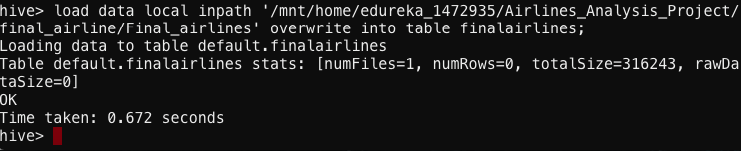 hive> load data local inpath '/mnt/home/edureka_1472935/Airlines_Analysis_Project/
final_airline/Final_airlines' overwrite into table finalairlines;
Loading data to table default.finalairlines
Table default.finalairlines stats: [numFiles=1, numRows=0, totalSize=316243, rawDa
taSize=0]
OK
Time taken: 0.672 seconds
hive>